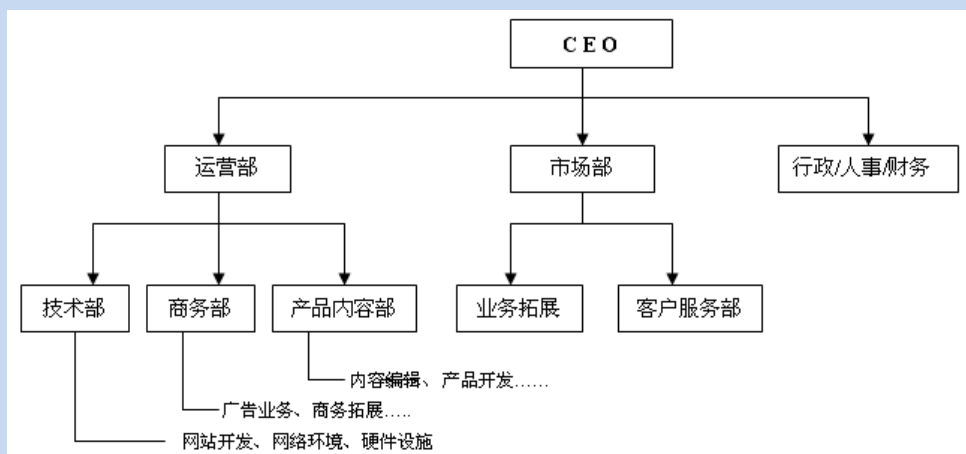 CEO
运营部
市场部
行政/人事/财务
技术部
商务部
产品内容部
业务拓展
客户服务部
内容编辑、产品开发……
广告业务、商务拓展…..
网站开发、网络环境、硬件设施